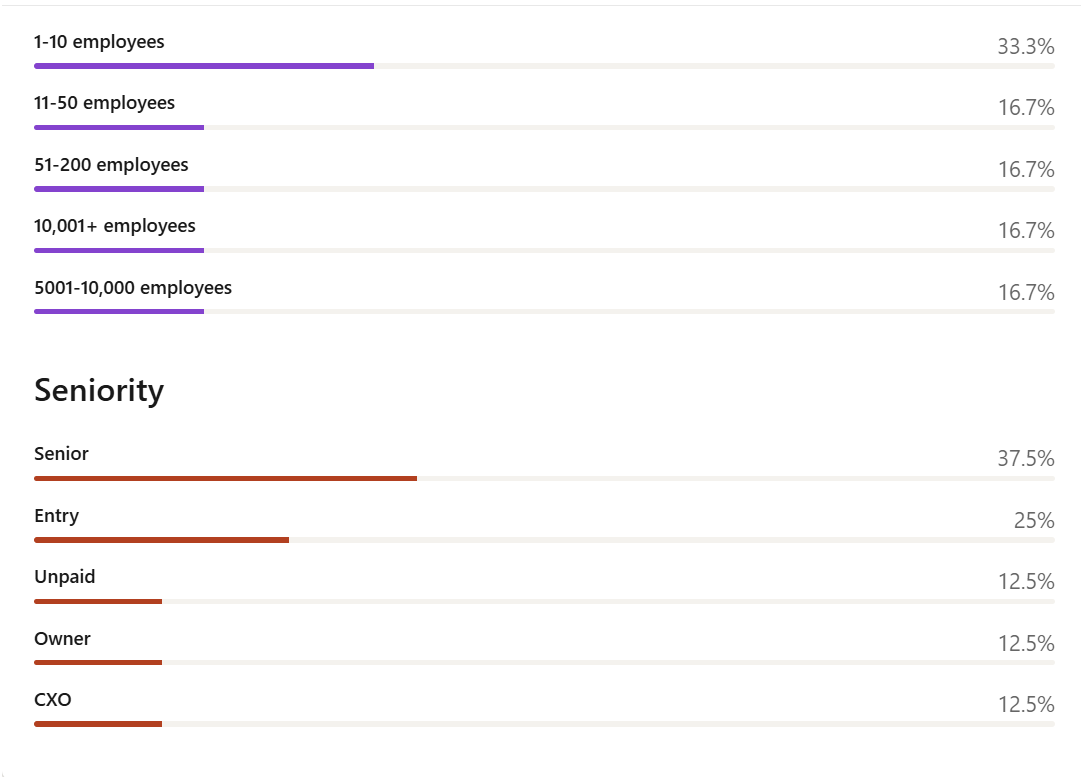 1-10 employees
33.3%
11-50 employees
16.7%
51-200 employees
16.7%
10,001+ employees
16.7%
5001-10,000 employees
16.7%
Seniority
Senior
37.5%
Entry
25%
Unpaid
12.5%
Owner
12.5%
CXO
12.5%